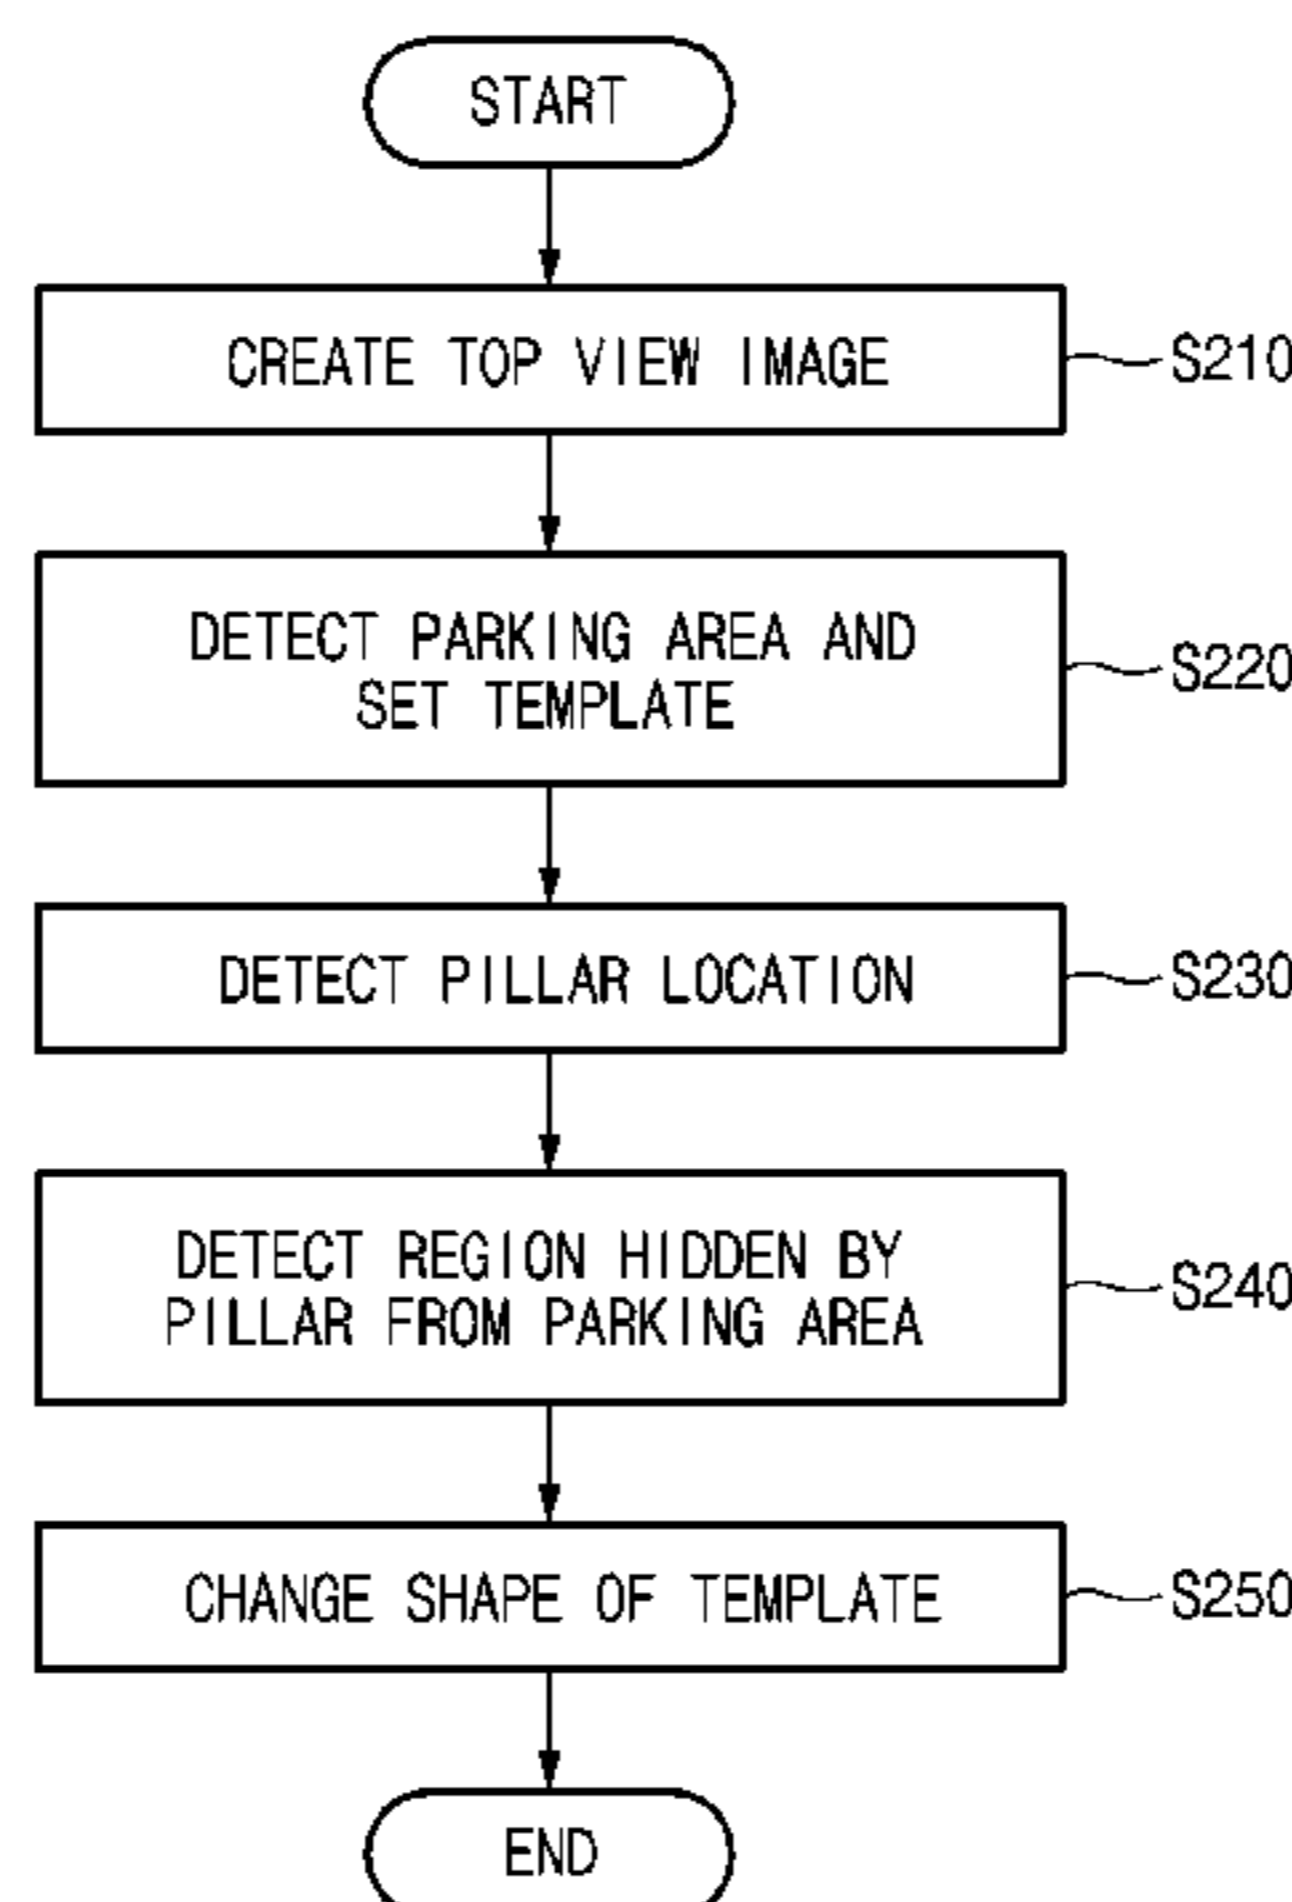 START
CREATE TOP VIEW IMAGE
S210
DETECT PARKING AREA AND
SET TEMPLATE
S220
DETECT PILLAR LOCATION
S230
DETECT REGION HIDDEN BY
PILLAR FROM PARKING AREA
S240
CHANGE SHAPE OF TEMPLATE
S250
END